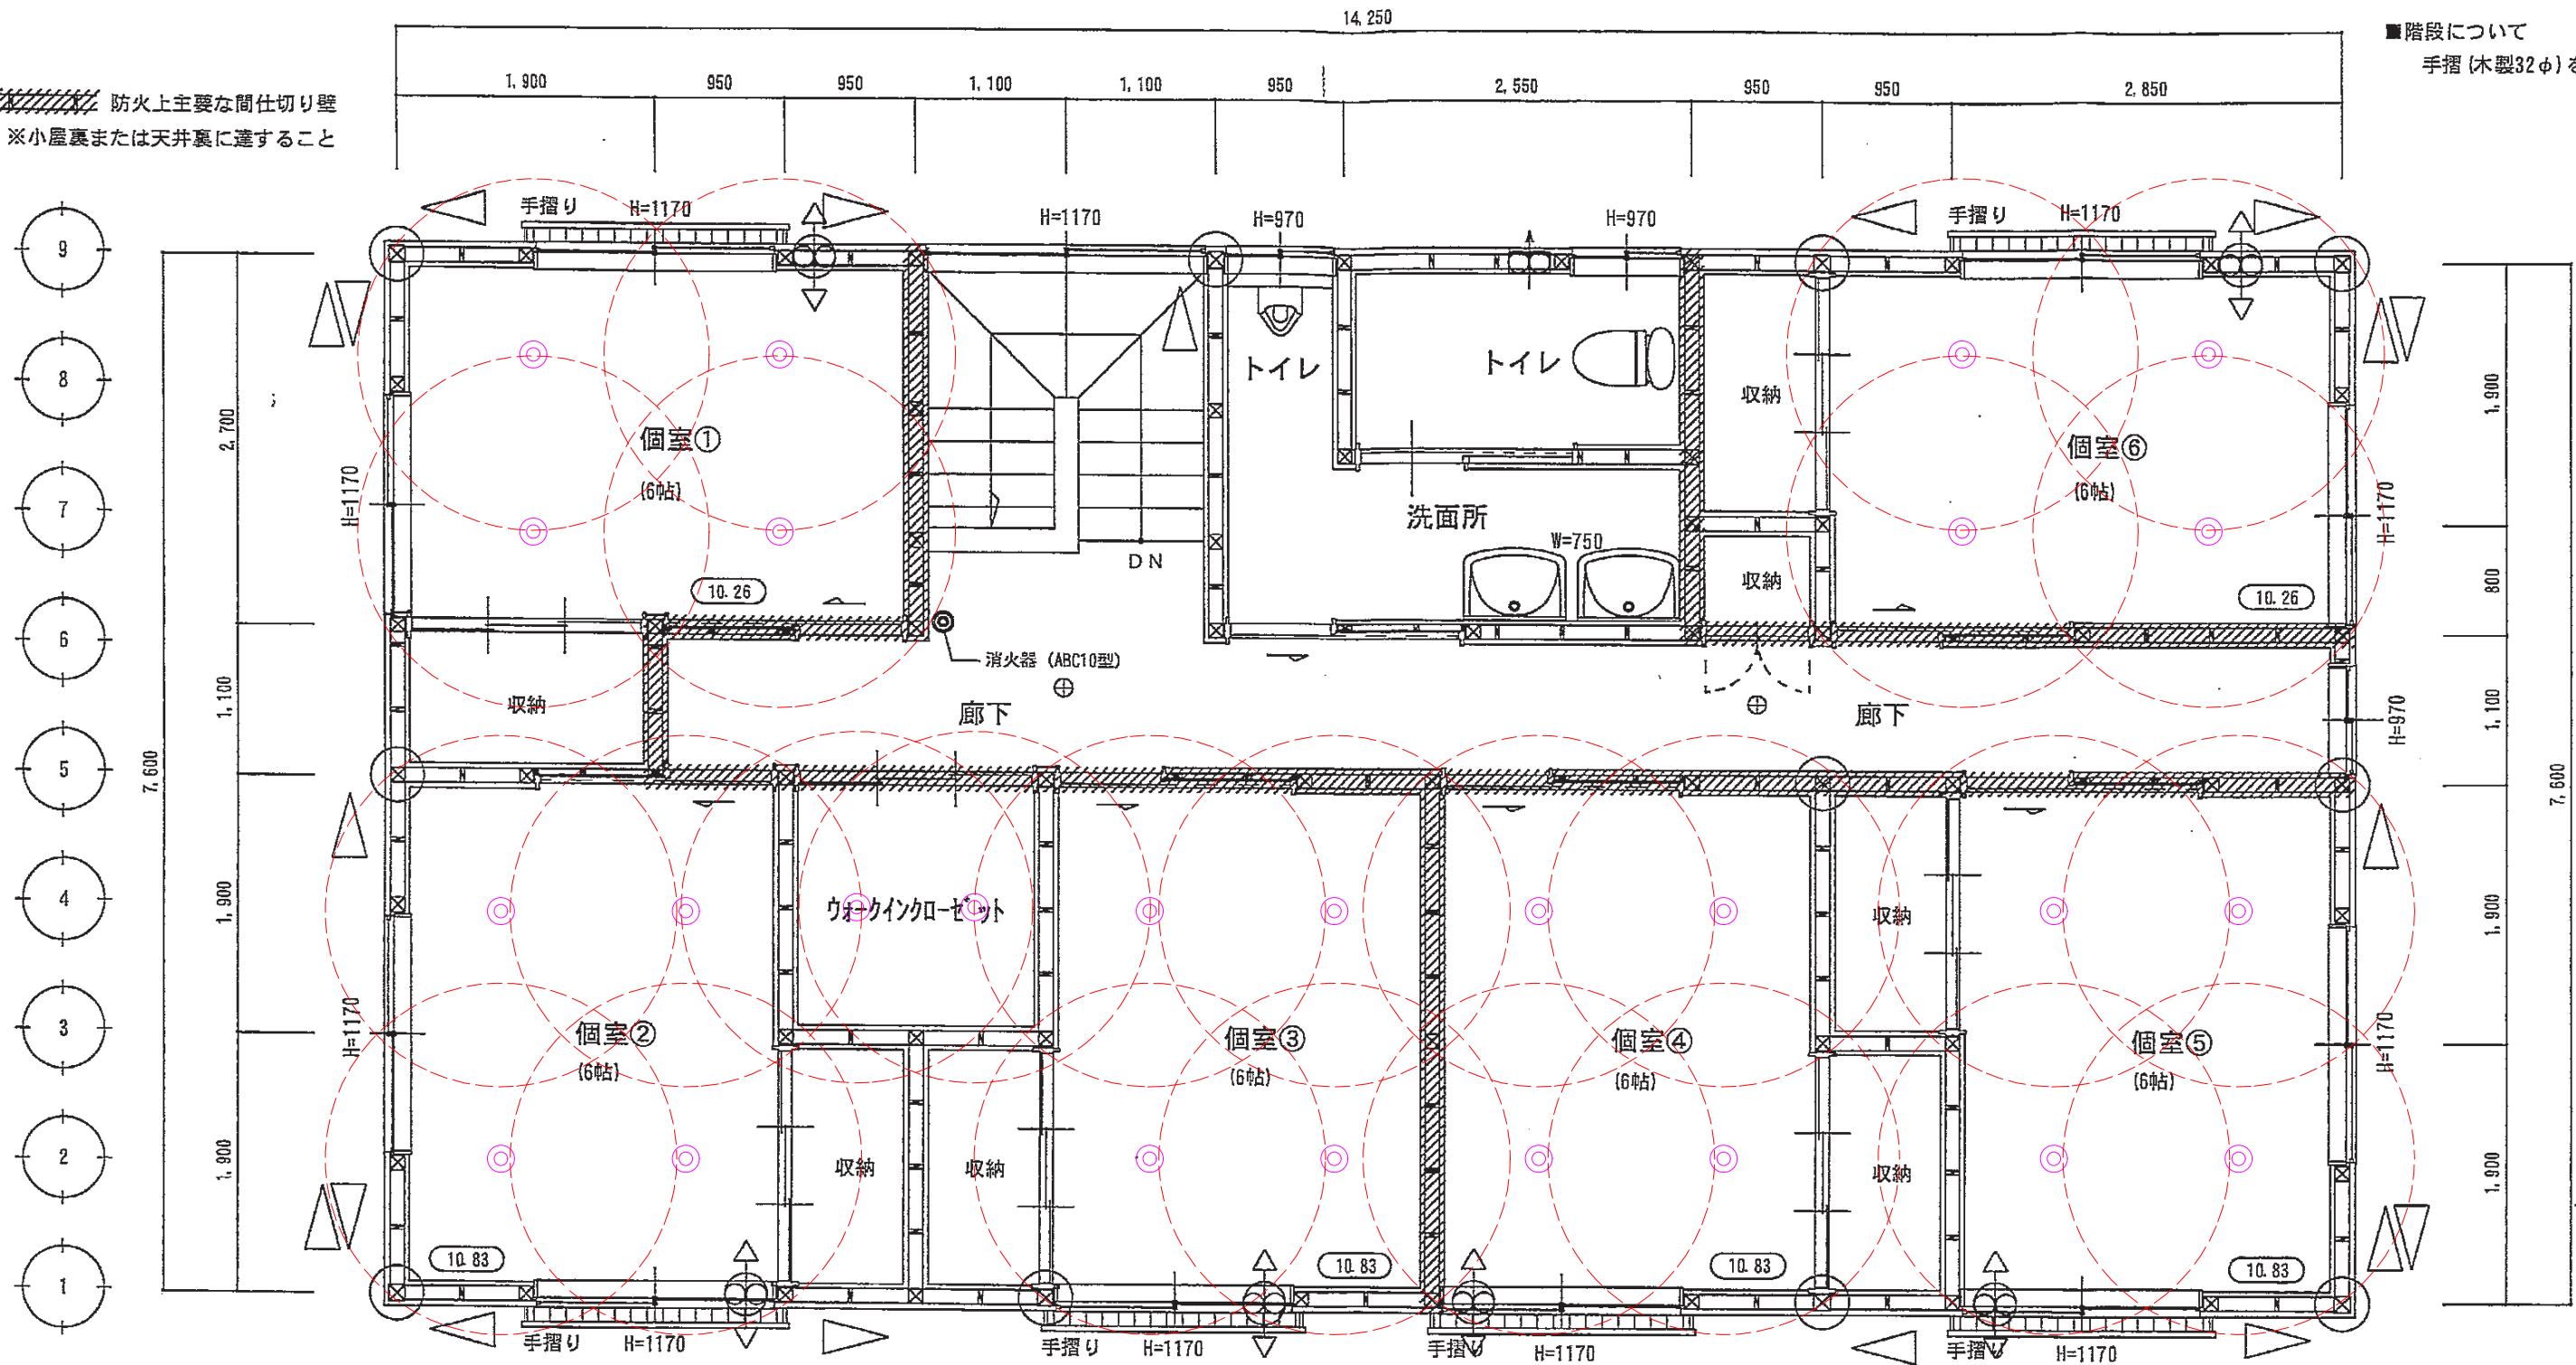 14,250
■階段について
手摺(木製32φ)を
1,900 950 950 1,100 1,100 950 2,550 950 950 2,850
防火上主要な間仕切り壁
※小屋裏または天井裏に達すること
手摺り H=1170 H=1170 H=970 H=970 手摺り H=1170
9
8
7
6
5
4
3
2
1
2,700
1,100
7,600
1,900
1,900
1,900
800
1,100
7,600
1,900
1,900
トイレ
トイレ
収納
個室①
(6帖)
H=1170
個室⑥
(6帖)
H=1170
洗面所
W=750
DN
収納
10.26
10.26
消火器 (ABC10型)
収納
廊下
廊下
H=970
ウォークインクローゼット
収納
H=1170
個室②
(6帖)
個室③
(6帖)
個室④
(6帖)
個室⑤
(6帖)
H=1170
収納
収納
収納
10.83
10.83
10.83
10.83
手摺り H=1170 手摺り H=1170 手摺り H=1170 手摺り H=1170